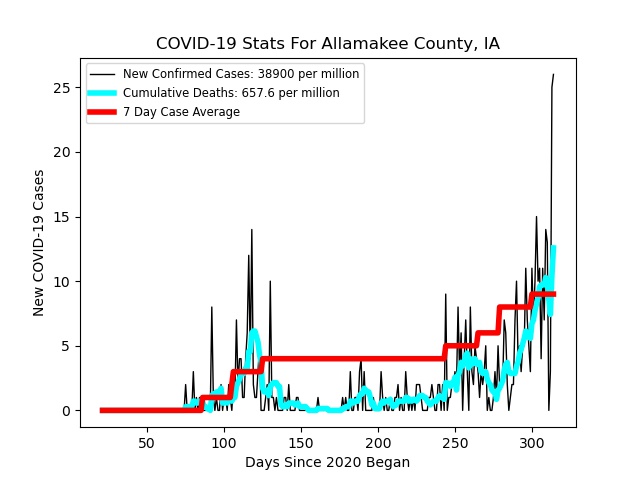 COVID-19 Stats For Allamakee County, IA
New Confirmed Cases: 38900 per million
Cumulative Deaths: 657.6 per million
7 Day Case Average
25
20
15
10
5
0
New COVID-19 Cases
50 100 150 200 250 300
Days Since 2020 Began